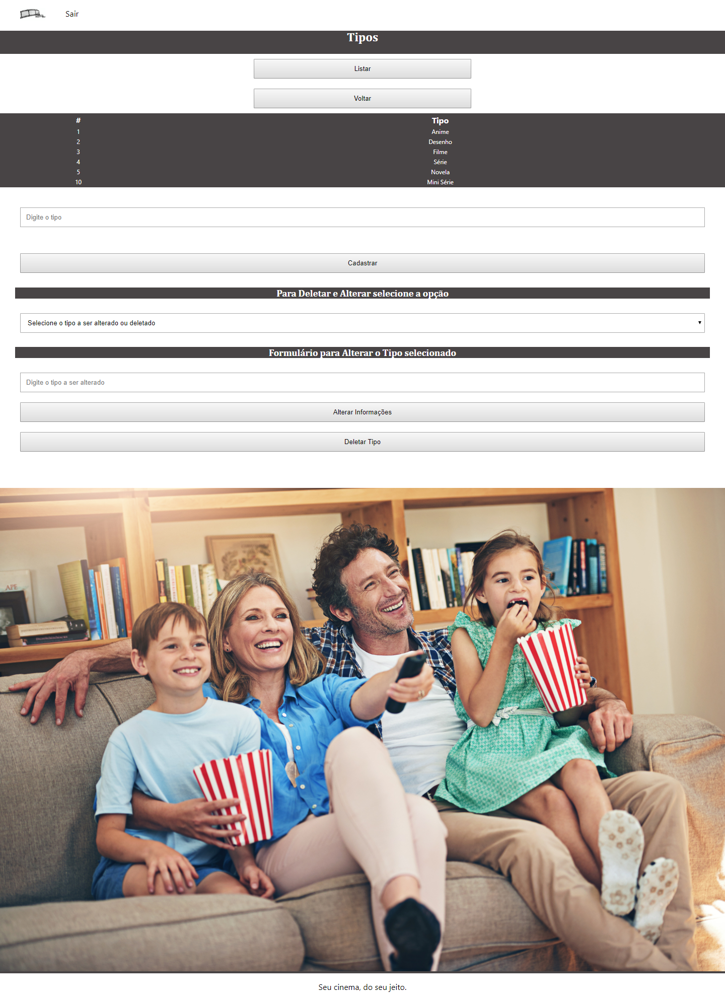 Sair
Tipos
Listar
Voltar
# Tipo
1 Anime
2 Desenho
3 Filme
4 Série
5 Novela
10 Mini Série
Digite o tipo
Cadastrar
Para Deletar e Alterar selecione a opção
Selecione o tipo a ser alterado ou deletado
Formulário para Alterar o Tipo selecionado
Digite o tipo a ser alterado
Alterar Informações
Deletar Tipo
APE
Seu cinema, do seu jeito.